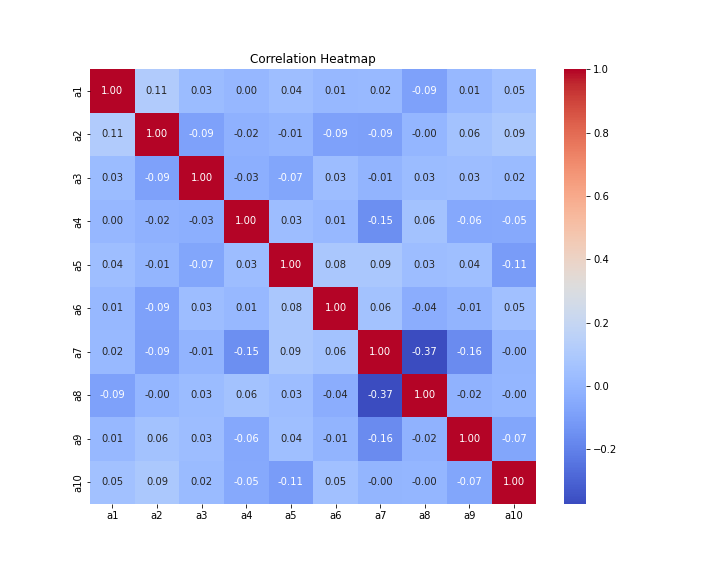 Correlation Heatmap
a1 1.00 0.11 0.03 0.00 0.04 0.01 0.02 -0.09 0.01 0.05
a2 0.11 1.00 -0.09 -0.02 -0.01 -0.09 -0.09 -0.00 0.06 0.09
a3 0.03 -0.09 1.00 -0.03 -0.07 0.03 -0.01 0.03 0.03 0.02
a4 0.00 -0.02 -0.03 1.00 0.03 0.01 -0.15 0.06 -0.06 -0.05
a5 0.04 -0.01 -0.07 0.03 1.00 0.08 0.09 0.03 0.04 -0.11
a6 0.01 -0.09 0.03 0.01 0.08 1.00 0.06 -0.04 -0.01 0.05
a7 0.02 -0.09 -0.01 -0.15 0.09 0.06 1.00 -0.37 -0.16 -0.00
a8 -0.09 -0.00 0.03 0.06 0.03 -0.04 -0.37 1.00 -0.02 -0.00
a9 0.01 0.06 0.03 -0.06 0.04 -0.01 -0.16 -0.02 1.00 -0.07
a10 0.05 0.09 0.02 -0.05 -0.11 0.05 -0.00 -0.00 -0.07 1.00
a1 a2 a3 a4 a5 a6 a7 a8 a9 a10
1.0
0.8
0.6
0.4
0.2
0.0
−0.2